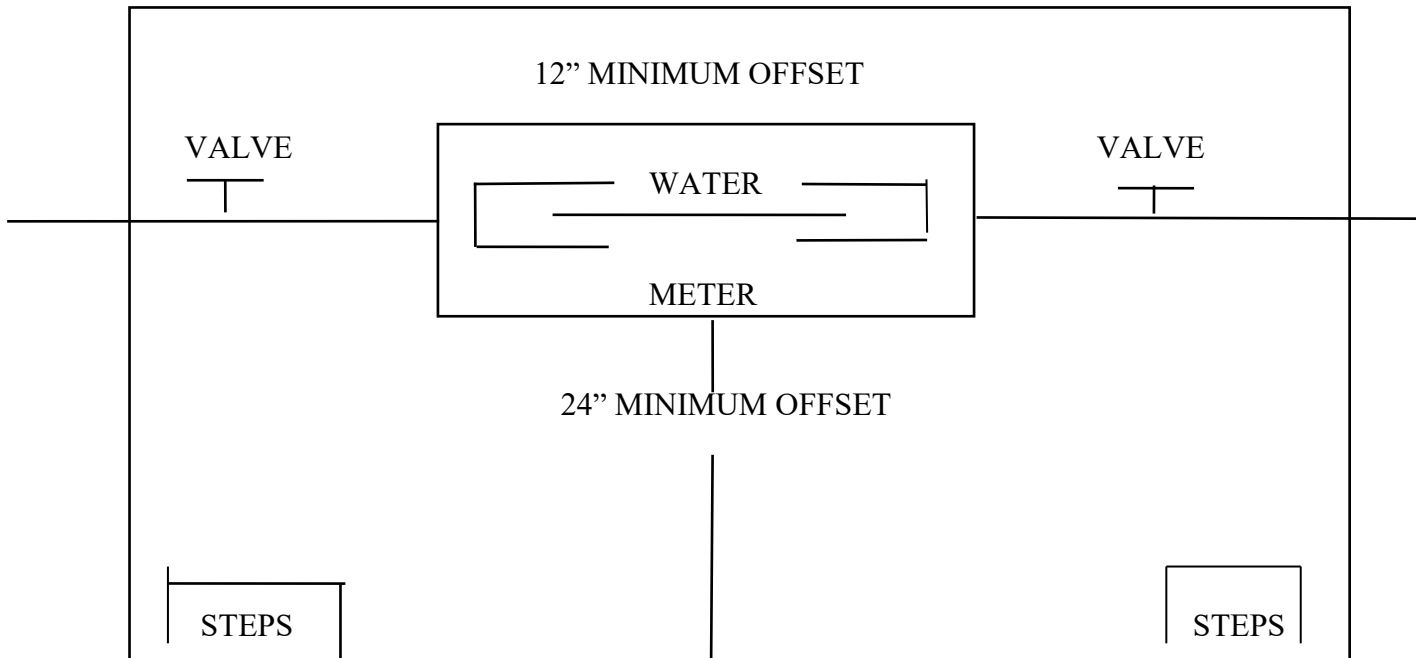 12” MINIMUM OFFSET
VALVE
VALVE
WATER
METER
24” MINIMUM OFFSET
STEPS
STEPS